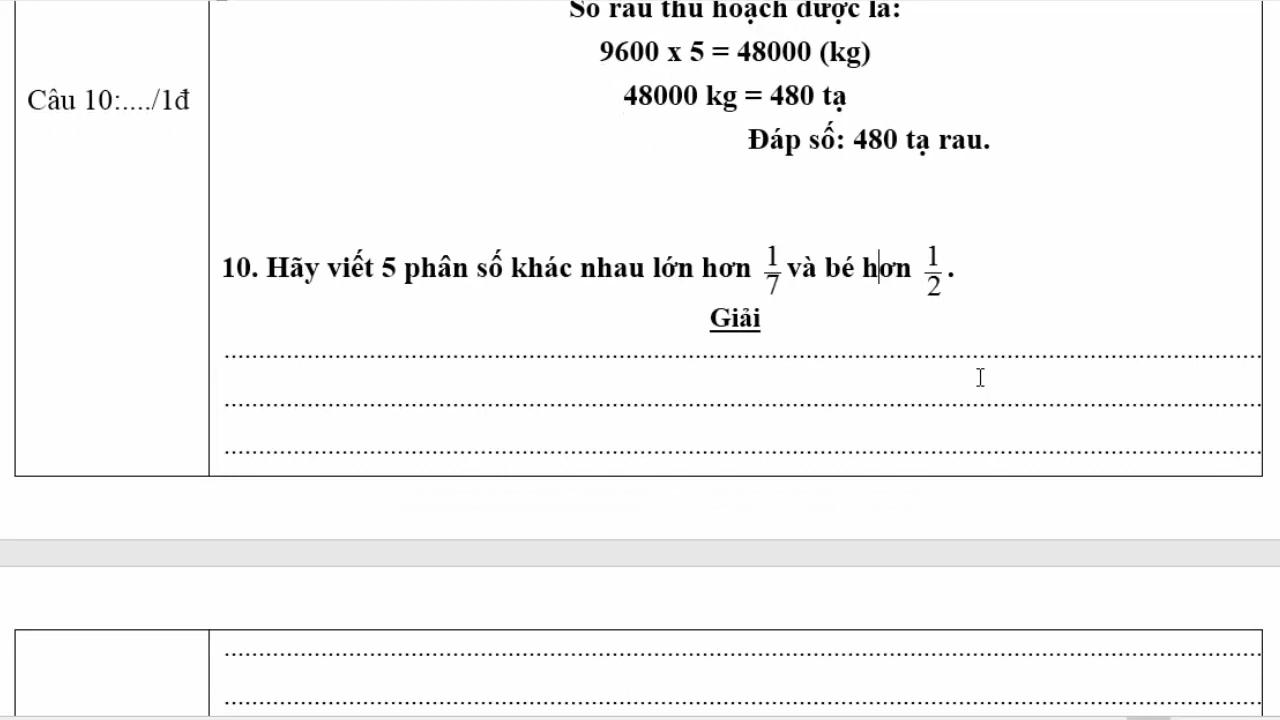 Số rau thu hoạch được là:
9600 x 5 = 48000 (kg)
Câu 10:..../1đ
48000 kg = 480 tạ
Đáp số: 480 tạ rau.
10. Hãy viết 5 phân số khác nhau lớn hơn 1/7 và bé hơn 1/2 .
Giải